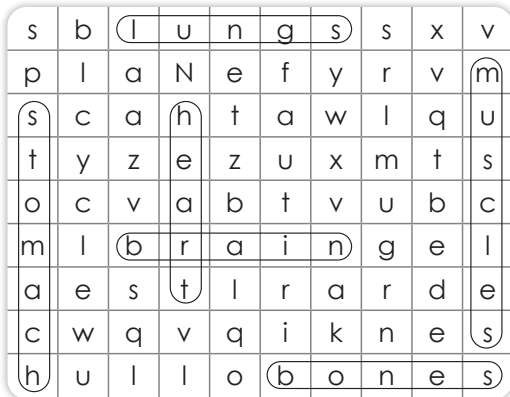 s b l u n g s s x v
p l a N e f y r v m
s c a h t a w l q u
t y z e z u x m t s
o c v a b t v u b c
m l b r a i n g e l
a e s t l r a r d e
c w q v q i k n e s
h u l l o b o n e s